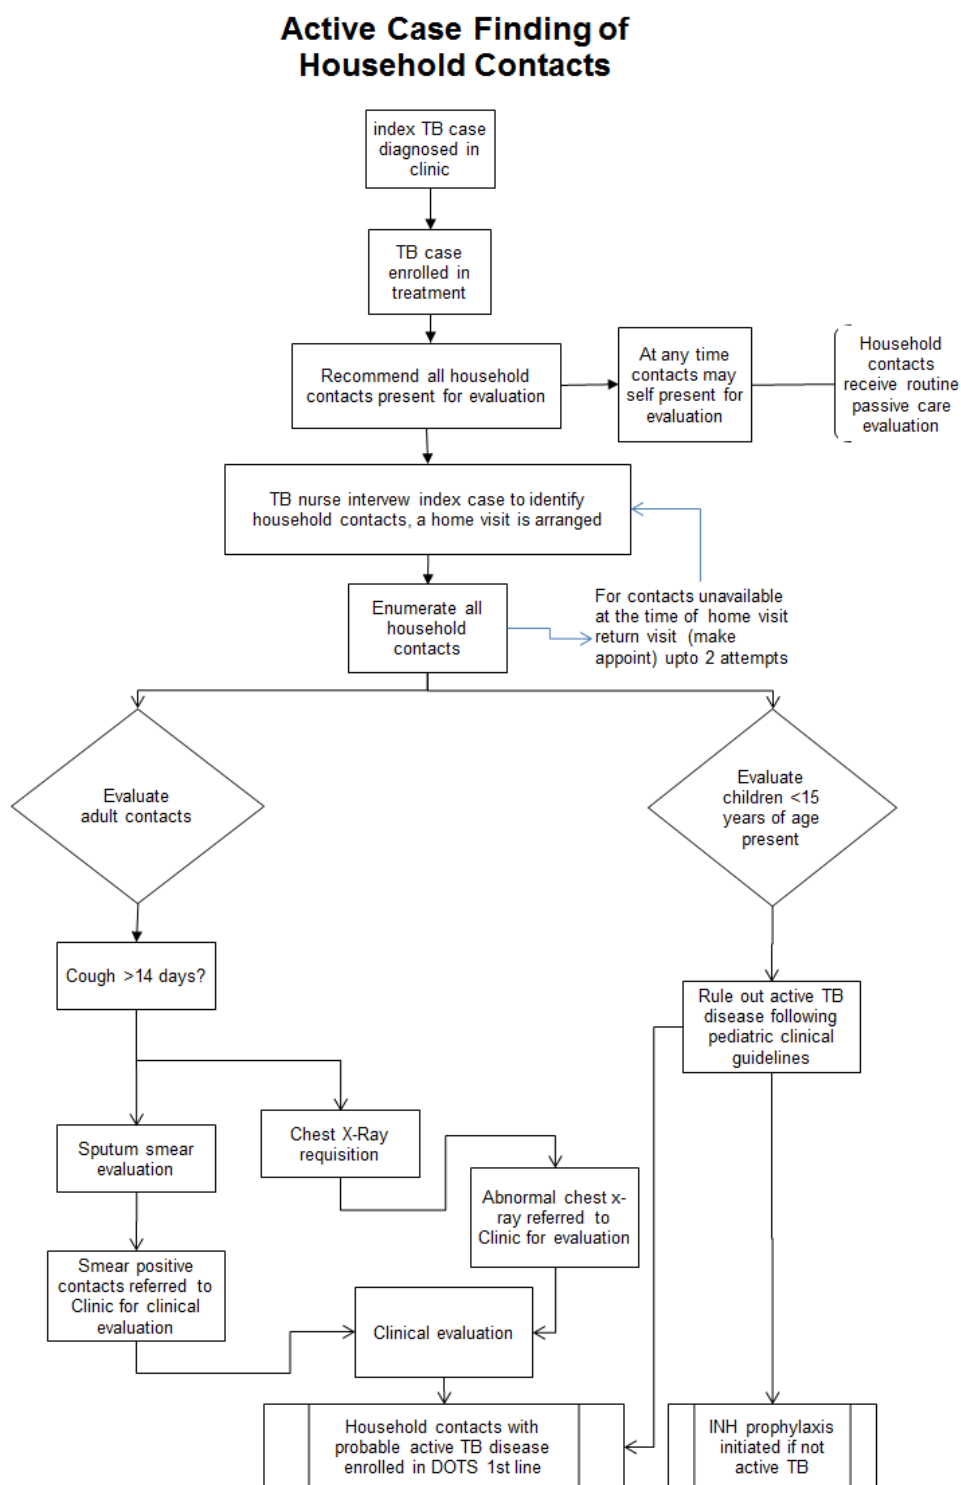 Active Case Finding of
Household Contacts
index TB case
diagnosed in
clinic
TB case
enrolled in
treatment
Recommend all household
contacts present for evaluation
At any time
contacts may
self present for
evaluation
Household
contacts
receive routine
passive care
evaluation
TB nurse intervew index case to identify
household contacts, a home visit is arranged
Enumerate all
household
contacts
For contacts unavailable
at the time of home visit
return visit (make
appoint) upto 2 attempts
Evaluate
adult contacts
Evaluate
children <15
years of age
present
Cough >14 days?
Rule out active TB
disease following
pediatric clinical
guidelines
Sputum smear
evaluation
Chest X-Ray
requisition
Abnormal chest x-
ray referred to
Clinic for evaluation
Smear positive
contacts referred to
Clinic for clinical
evaluation
Clinical evaluation
Household contacts with
probable active TB disease
enrolled in DOTS 1st line
INH prophylaxis
initiated if not
active TB